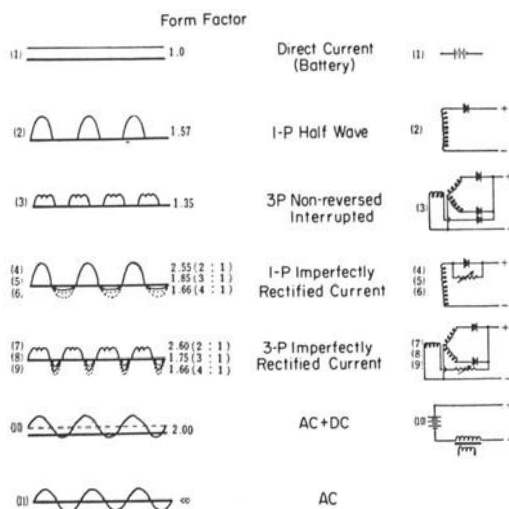 Form Factor
(1) 1.0 Direct Current (1)
(Battery)
(2) 1.57 1-P Half Wave (2) +
−
(3) 1.35 3P Non-reversed (3) +
Interrupted −
(4) 2.55 (2 : 1) 1-P Imperfectly (4) +
(5) 1.85 (3 : 1) Rectified Current (5)
(6) 1.66 (4 : 1) (6) −
(7) 2.60 (2 : 1) 3-P Imperfectly (7) +
(8) 1.75 (3 : 1) Rectified Current (8)
(9) 1.66 (4 : 1) (9) −
(10) 2.00 AC+DC (10) +
−
(11) ∞ AC